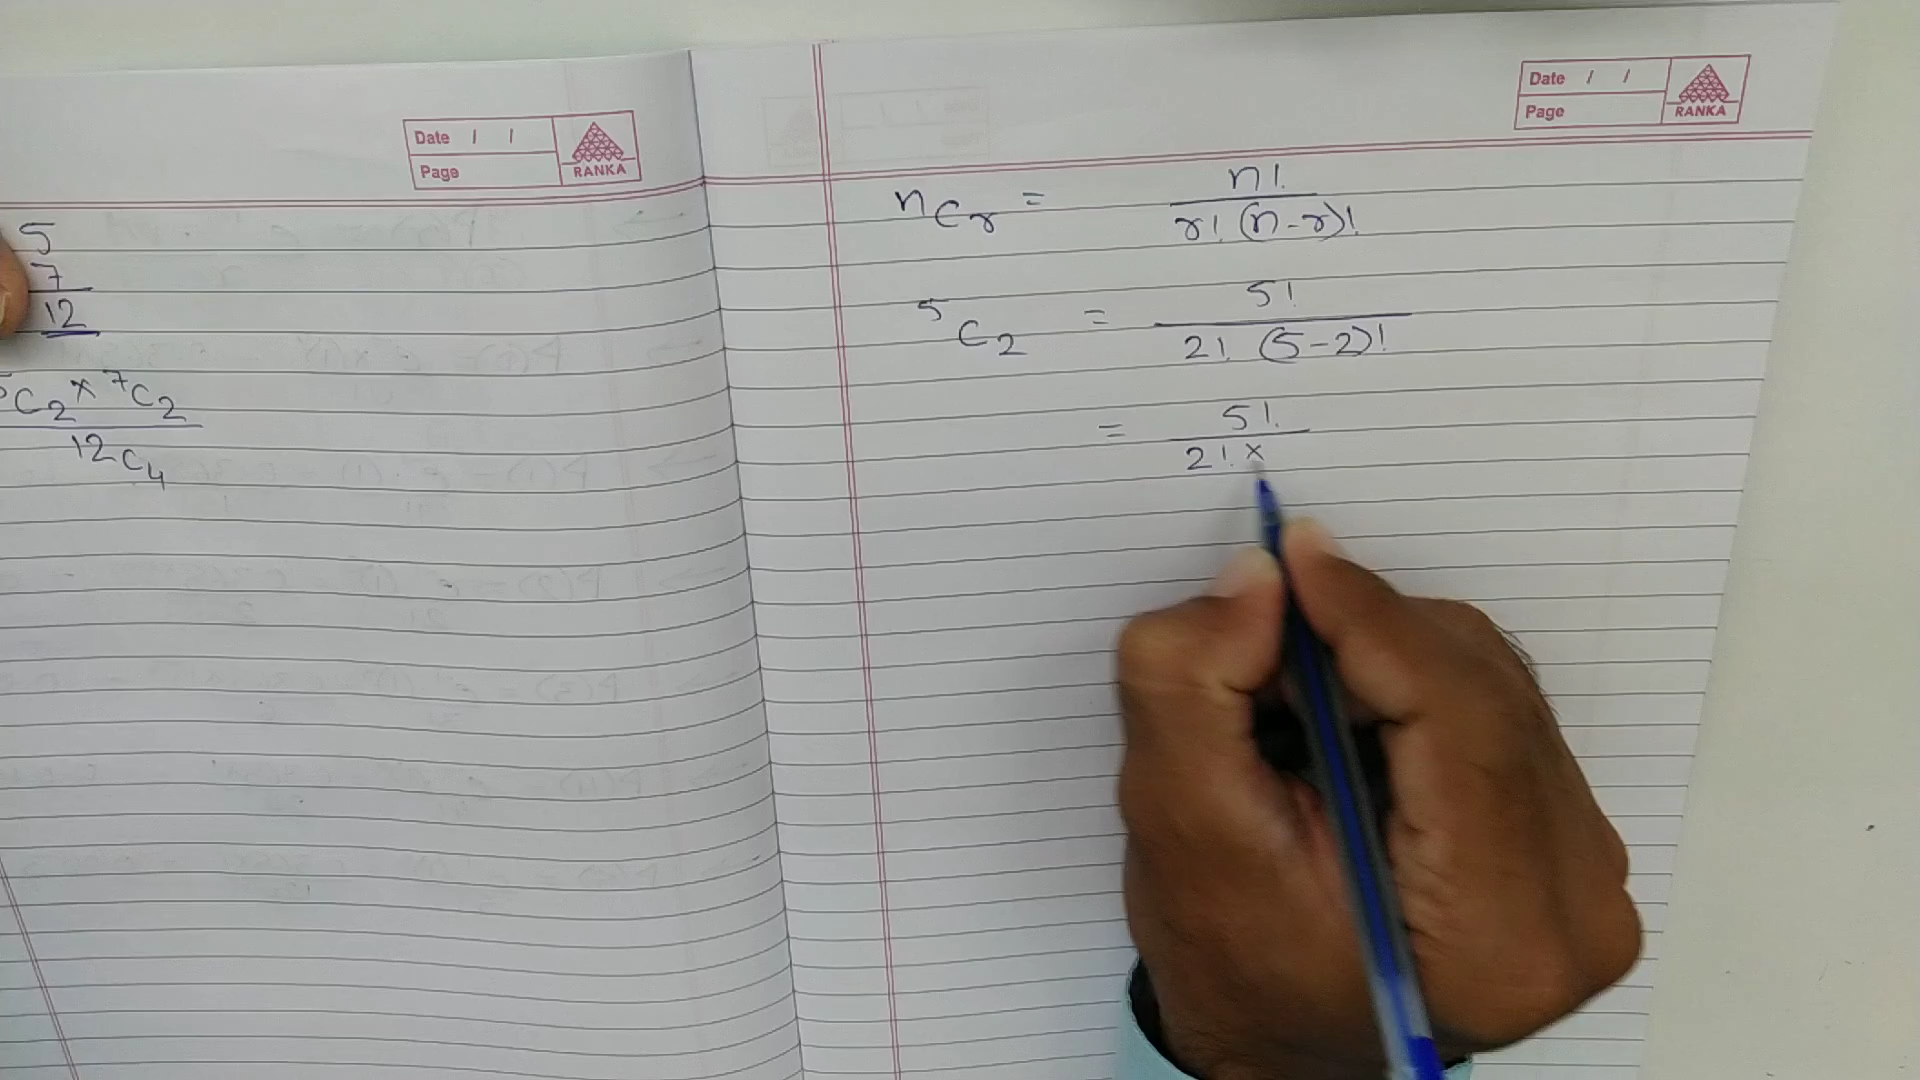 Date / /
Page
RANKA
5
7
12
5C2 × 7C2
12C4
Date / /
Page
RANKA
nCr = n! / r! (n-r)!
5C2 = 5! / 2! (5-2)!
= 5! / 2! ×